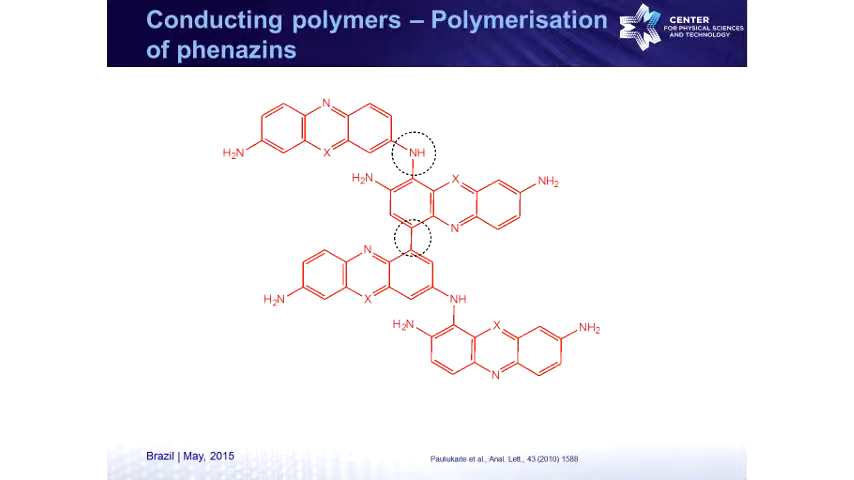 Conducting polymers – Polymerisation
of phenazins
CENTER
FOR PHYSICAL SCIENCES
AND TECHNOLOGY
N
H₂N
X
NH
H₂N
X
NH₂
N
N
H₂N
X
NH
H₂N
X
NH₂
N
Brazil | May, 2015
Pauliukaite et al., Anal. Lett., 43 (2010) 1588